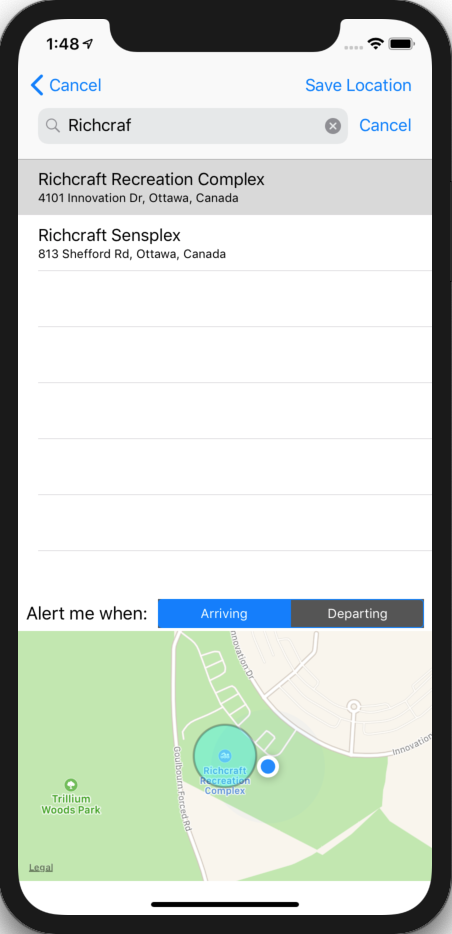 1:48
Cancel Save Location
Richcraf Cancel
Richcraft Recreation Complex
4101 Innovation Dr, Ottawa, Canada
Richcraft Sensplex
813 Shefford Rd, Ottawa, Canada
Alert me when: Arriving Departing
Innovation Dr
Innovation
Goulbourn Forced Rd
Richcraft
Recreation
Complex
Trillium
Woods Park
Legal